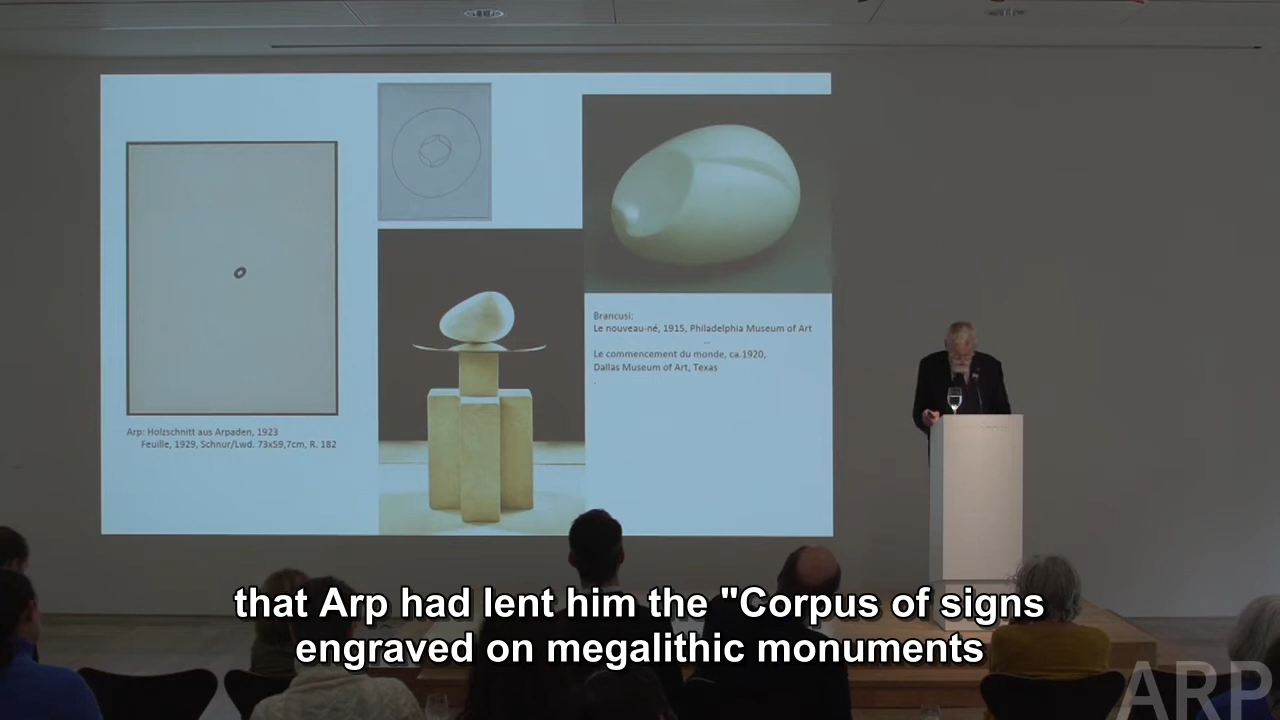 Brancusi:
Le nouveau-né, 1915, Philadelphia Museum of Art
Le commencement du monde, ca.1920,
Dallas Museum of Art, Texas
Arp: Holzschnitt aus Arpaden, 1923
Feuille, 1929, Schnur/Lwd. 73x59,7cm, R. 182
that Arp had lent him the "Corpus of signs
engraved on megalithic monuments
ARP